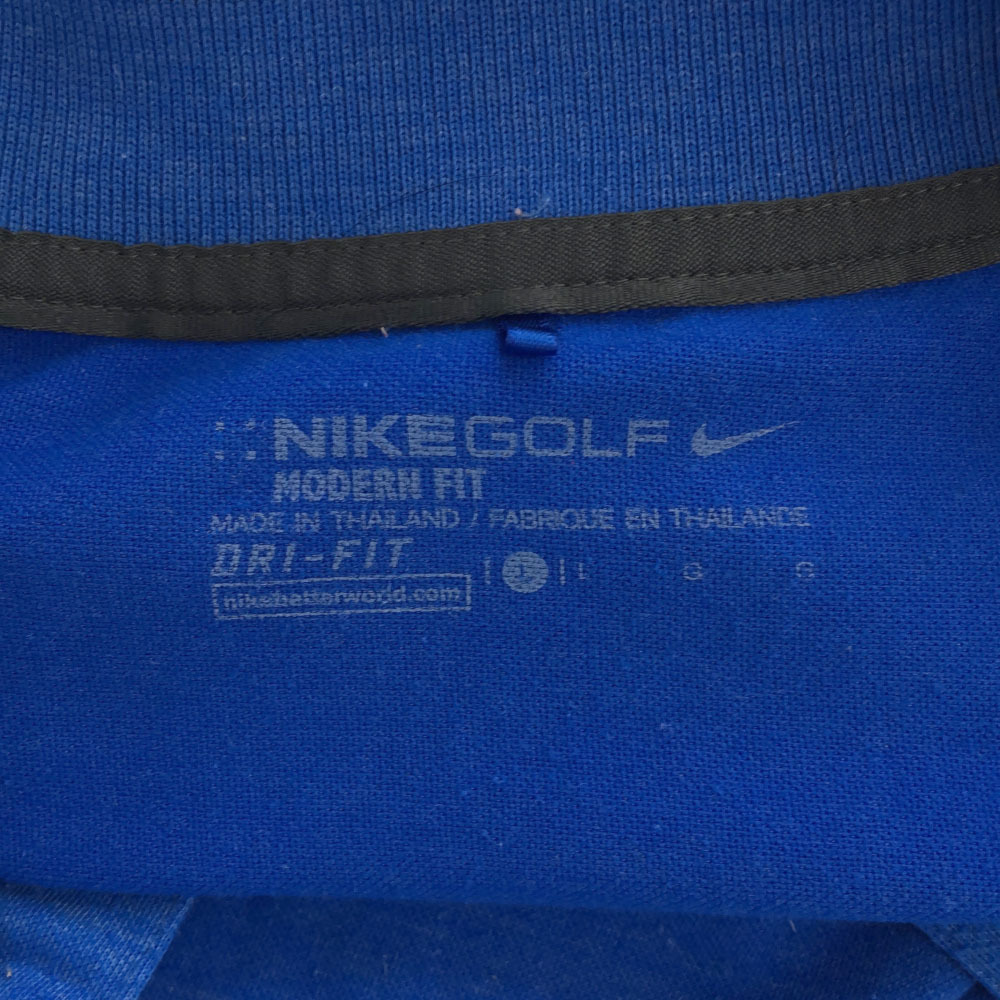 NIKEGOLF
MODERN FIT
MADE IN THAILAND / FABRIQUE EN THAILANDE
DRI-FIT
L L G G
nikebetterworld.com